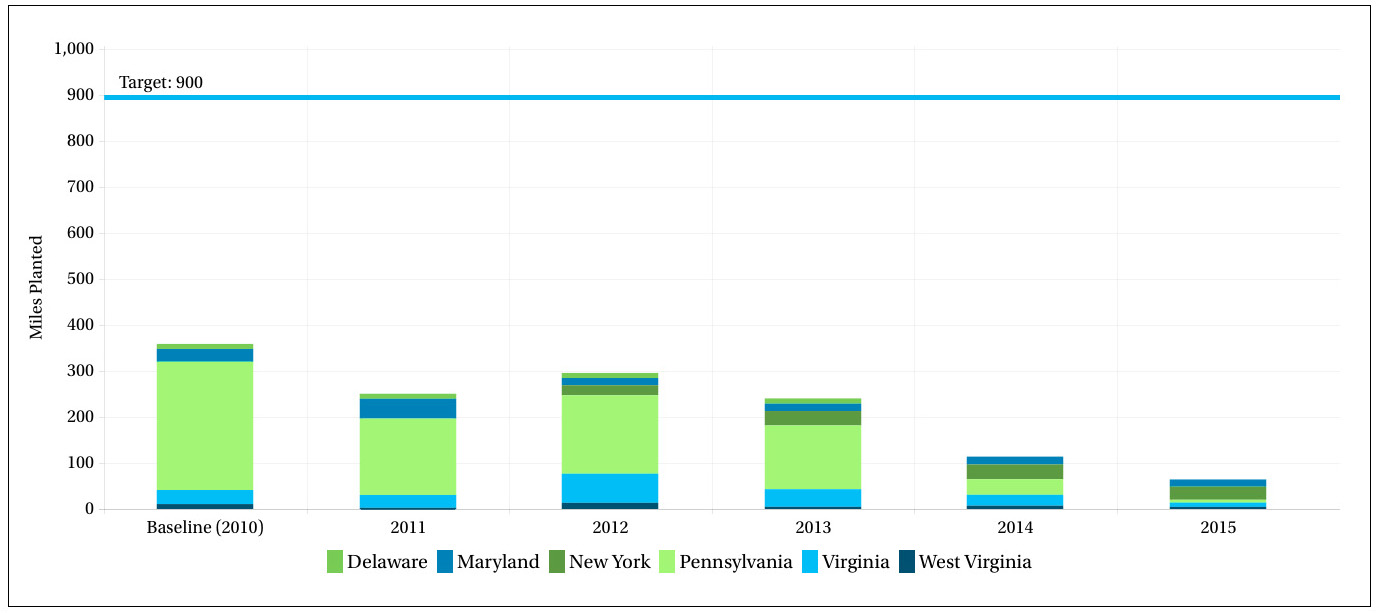 1,000
Target: 900
900
800
700
600
500
400
300
200
100
0
Miles Planted
Baseline (2010) 2011 2012 2013 2014 2015
Delaware Maryland New York Pennsylvania Virginia West Virginia